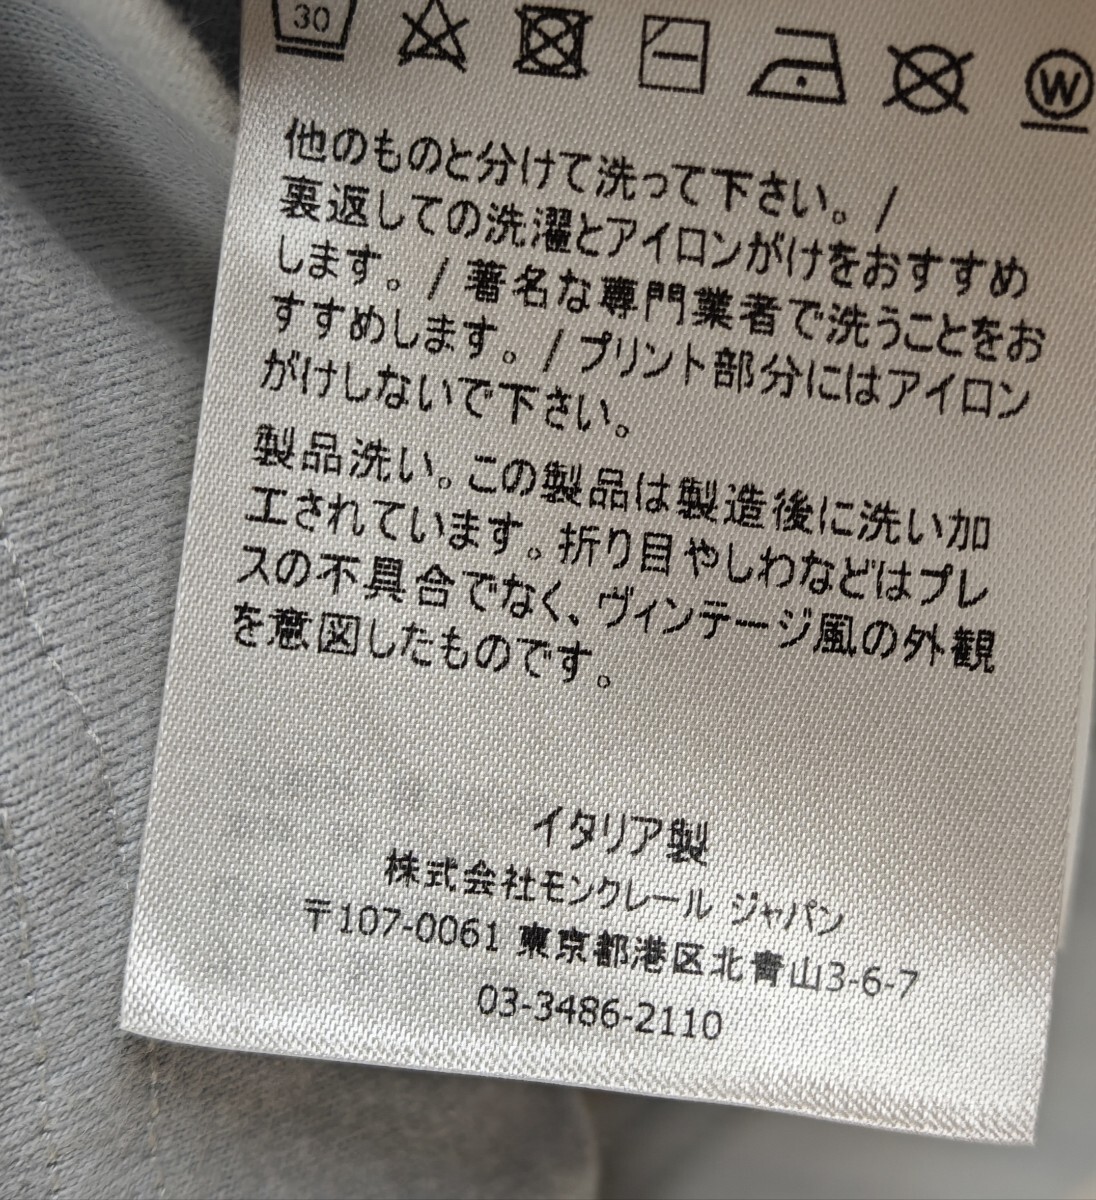 30
W
他のものと分けて洗って下さい。/
裏返しての洗濯とアイロンがけをおすすめ
します。/ 著名な専門業者で洗うことをお
すすめします。/ プリント部分にはアイロン
がけしないで下さい。
製品洗い。この製品は製造後に洗い加
工されています。折り目やしわなどはプレ
スの不具合でなく、ヴィンテージ風の外観
を意図したものです。
イタリア製
株式会社モンクレール ジャパン
〒107-0061 東京都港区北青山3-6-7
03-3486-2110